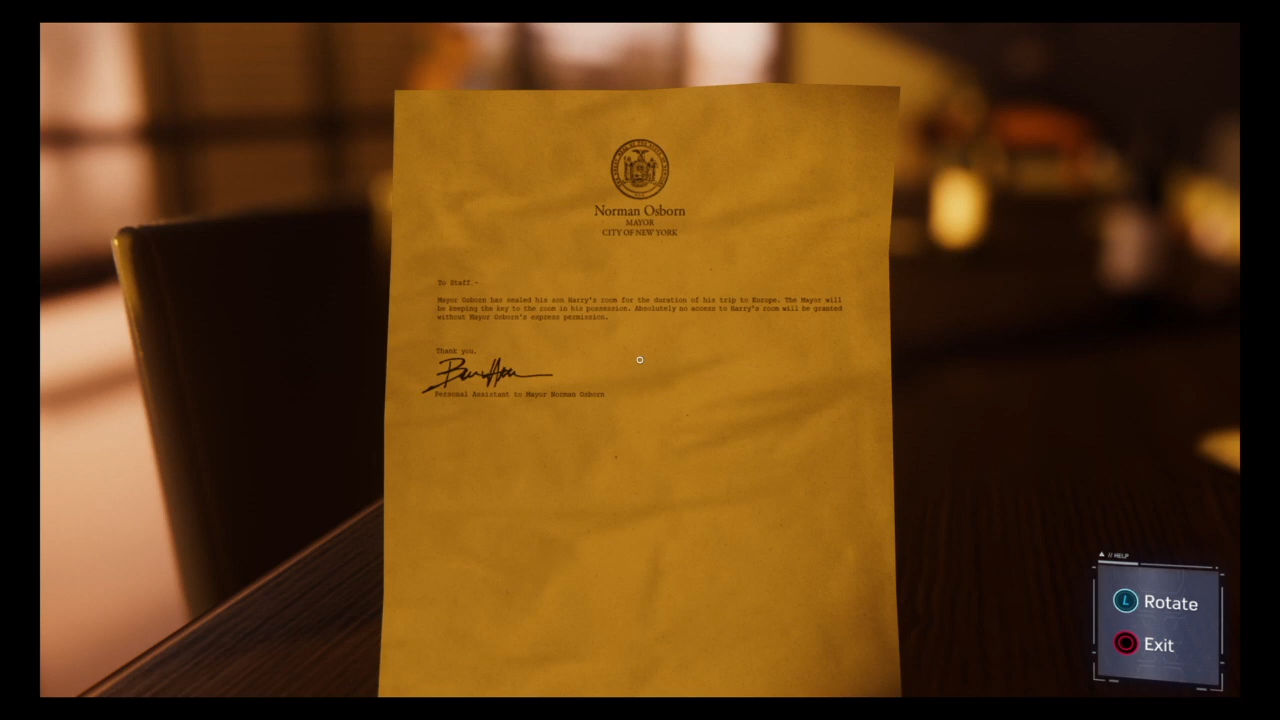 Norman Osborn
MAYOR
CITY OF NEW YORK
To Staff -
Mayor Osborn has sealed his son Harry's room for the duration of his trip to Europe. The Mayor will
be keeping the key to the room in his possession. Absolutely no access to Harry's room will be granted
without Mayor Osborn's express permission.
Thank you,
Personal Assistant to Mayor Norman Osborn
// HELP
L Rotate
Exit